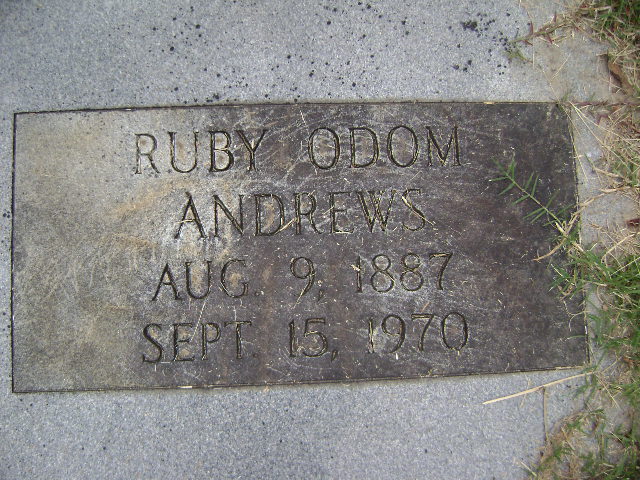 RUBY ODOM
ANDREWS
AUG. 9, 1887
SEPT. 15, 1970